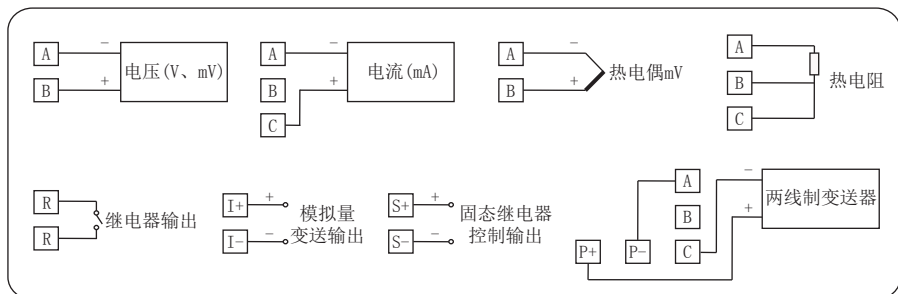 A
−
B
+
电压(V、mV)
A
−
B
+
C
电流(mA)
A
−
B
+
热电偶mV
A
B
C
热电阻
R
R
继电器输出
I+
+
I-
−
模拟量
变送输出
S+
+
S-
−
固态继电器
控制输出
A
B
C
P+
P-
−
+
两线制变送器